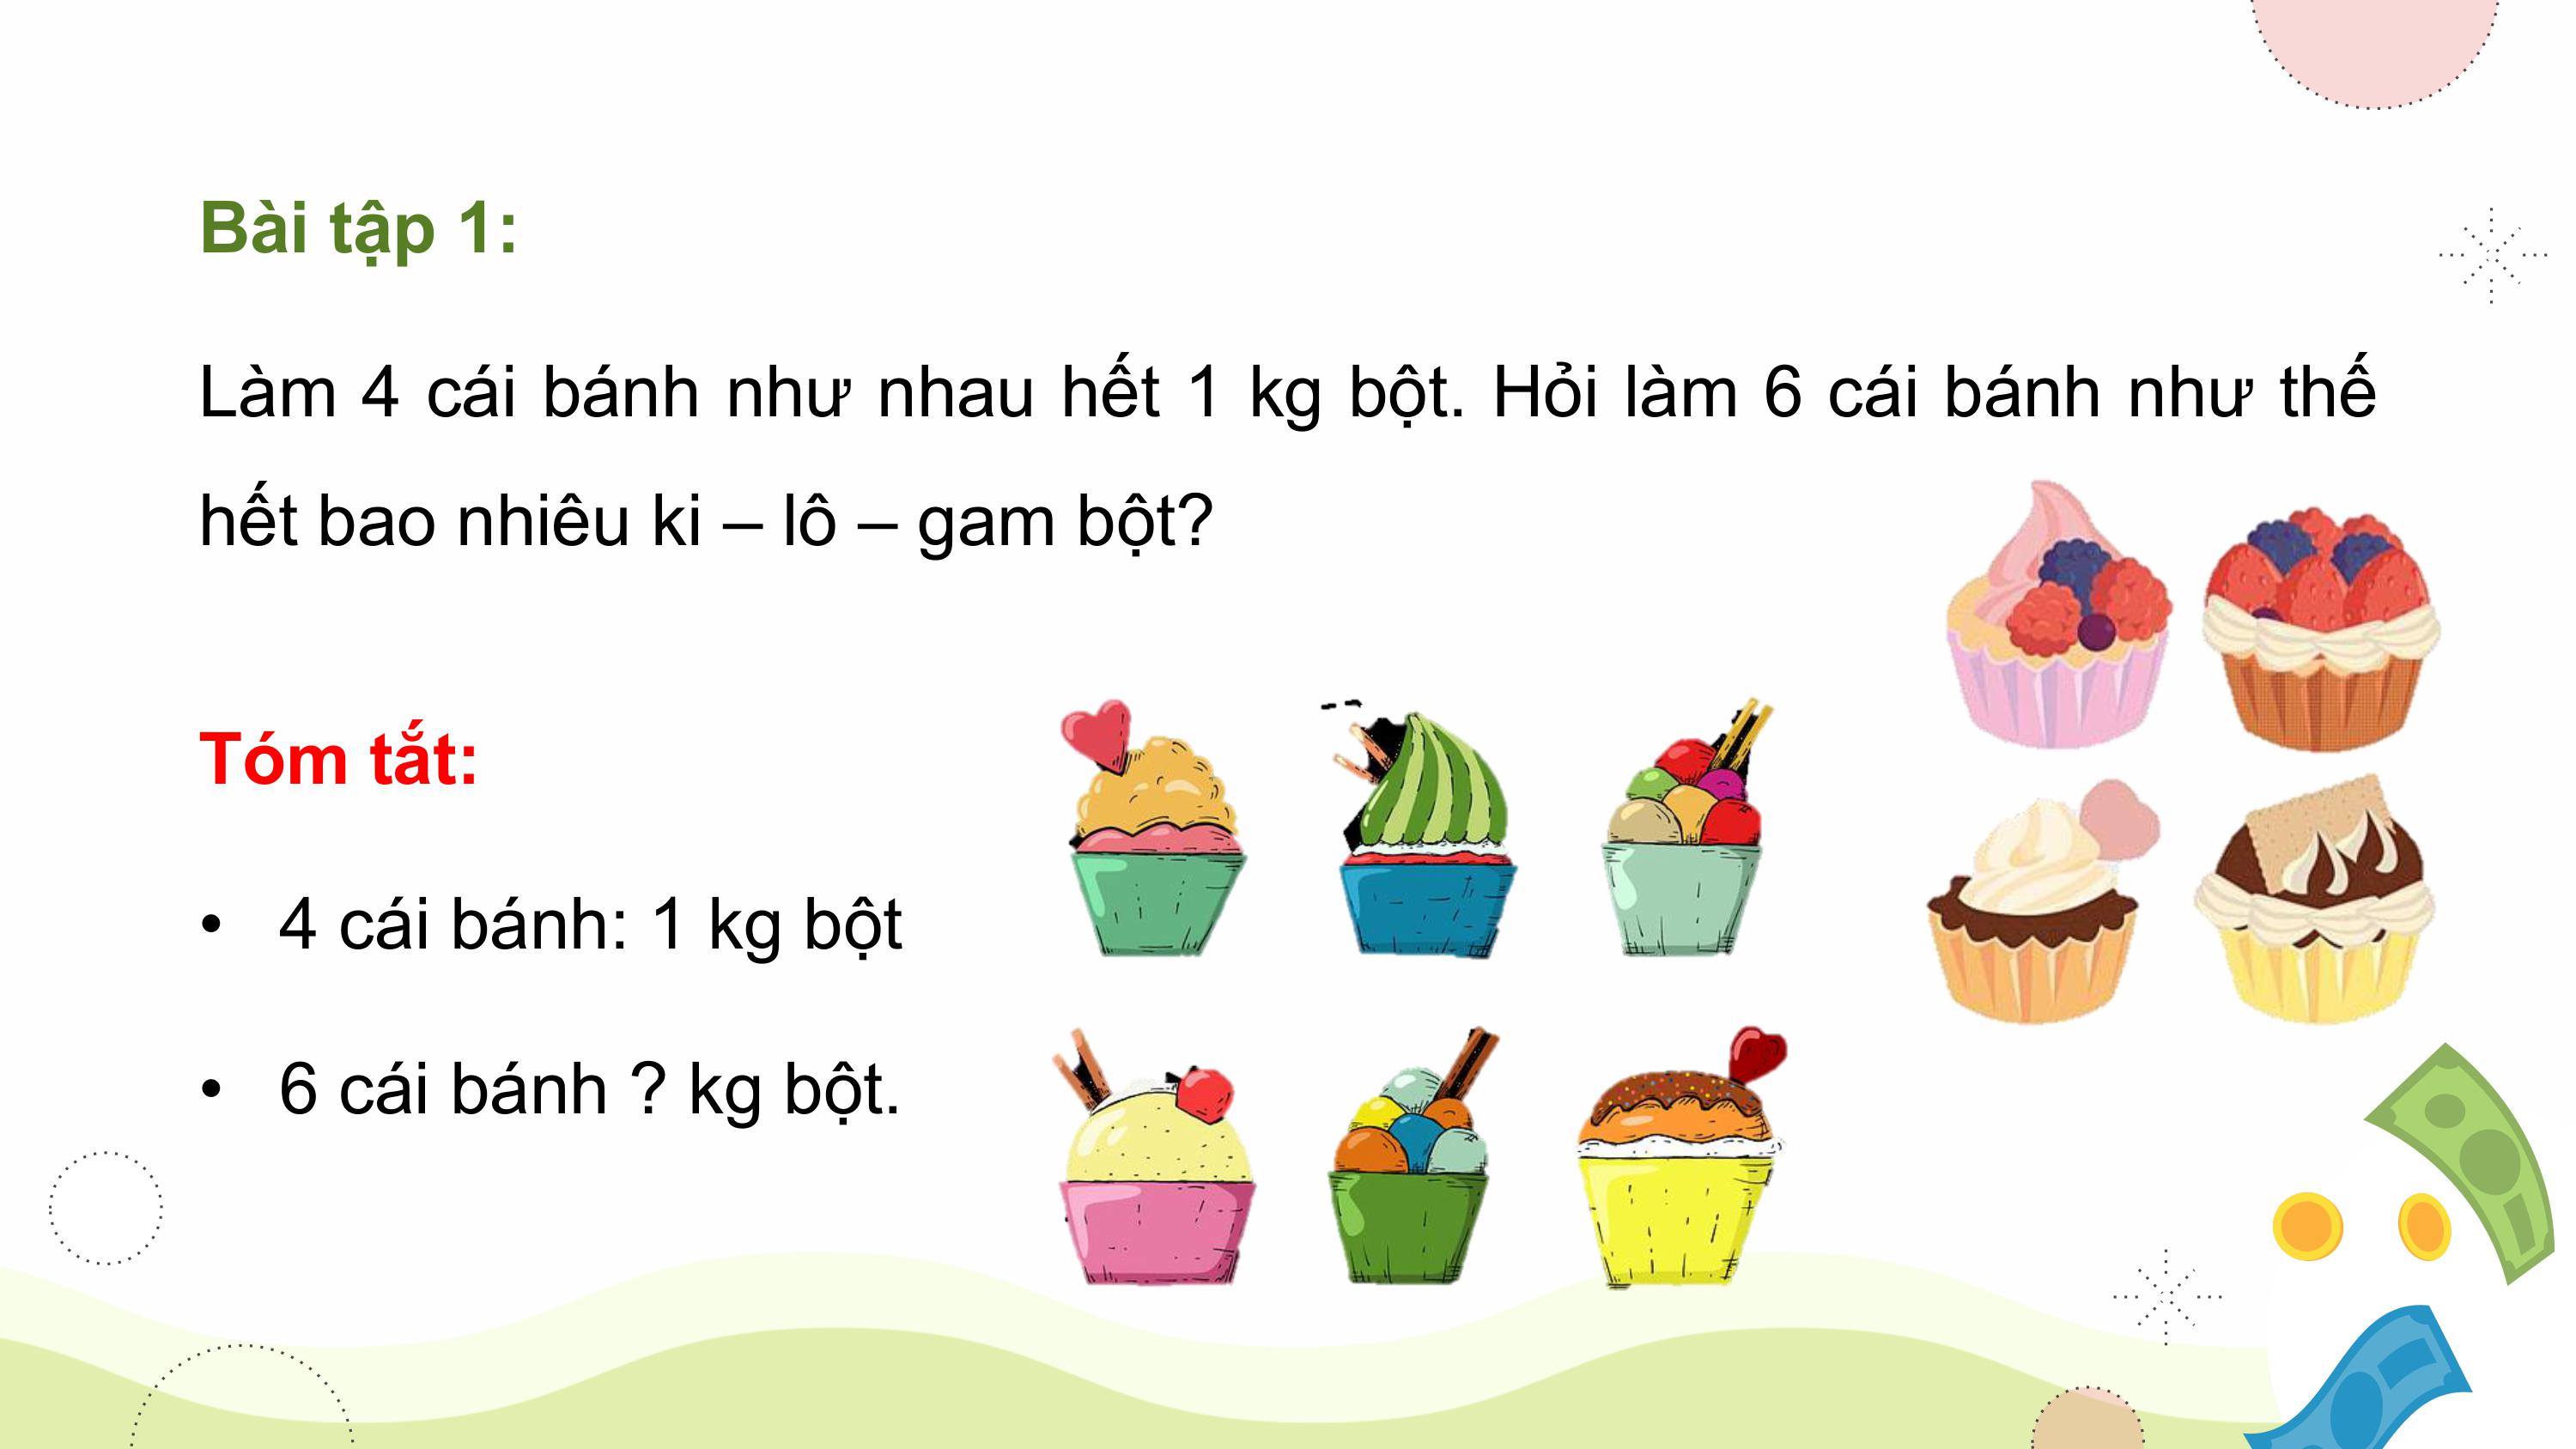 Bài tập 1:
Làm 4 cái bánh như nhau hết 1 kg bột. Hỏi làm 6 cái bánh như thế
hết bao nhiêu ki – lô – gam bột?
Tóm tắt:
• 4 cái bánh: 1 kg bột
• 6 cái bánh ? kg bột.